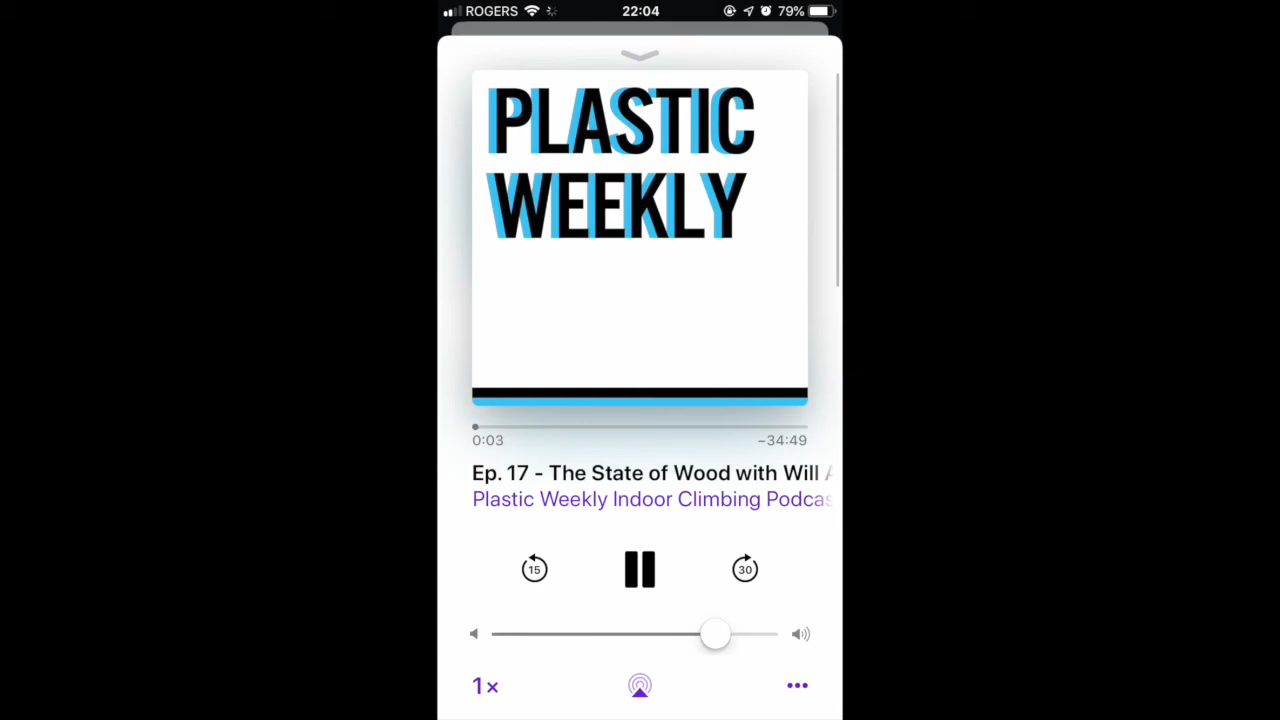 ROGERS 22:04 79%
PLASTIC
WEEKLY
0:03 −34:49
Ep. 17 - The State of Wood with Will
Plastic Weekly Indoor Climbing Podcas
15 30
1×